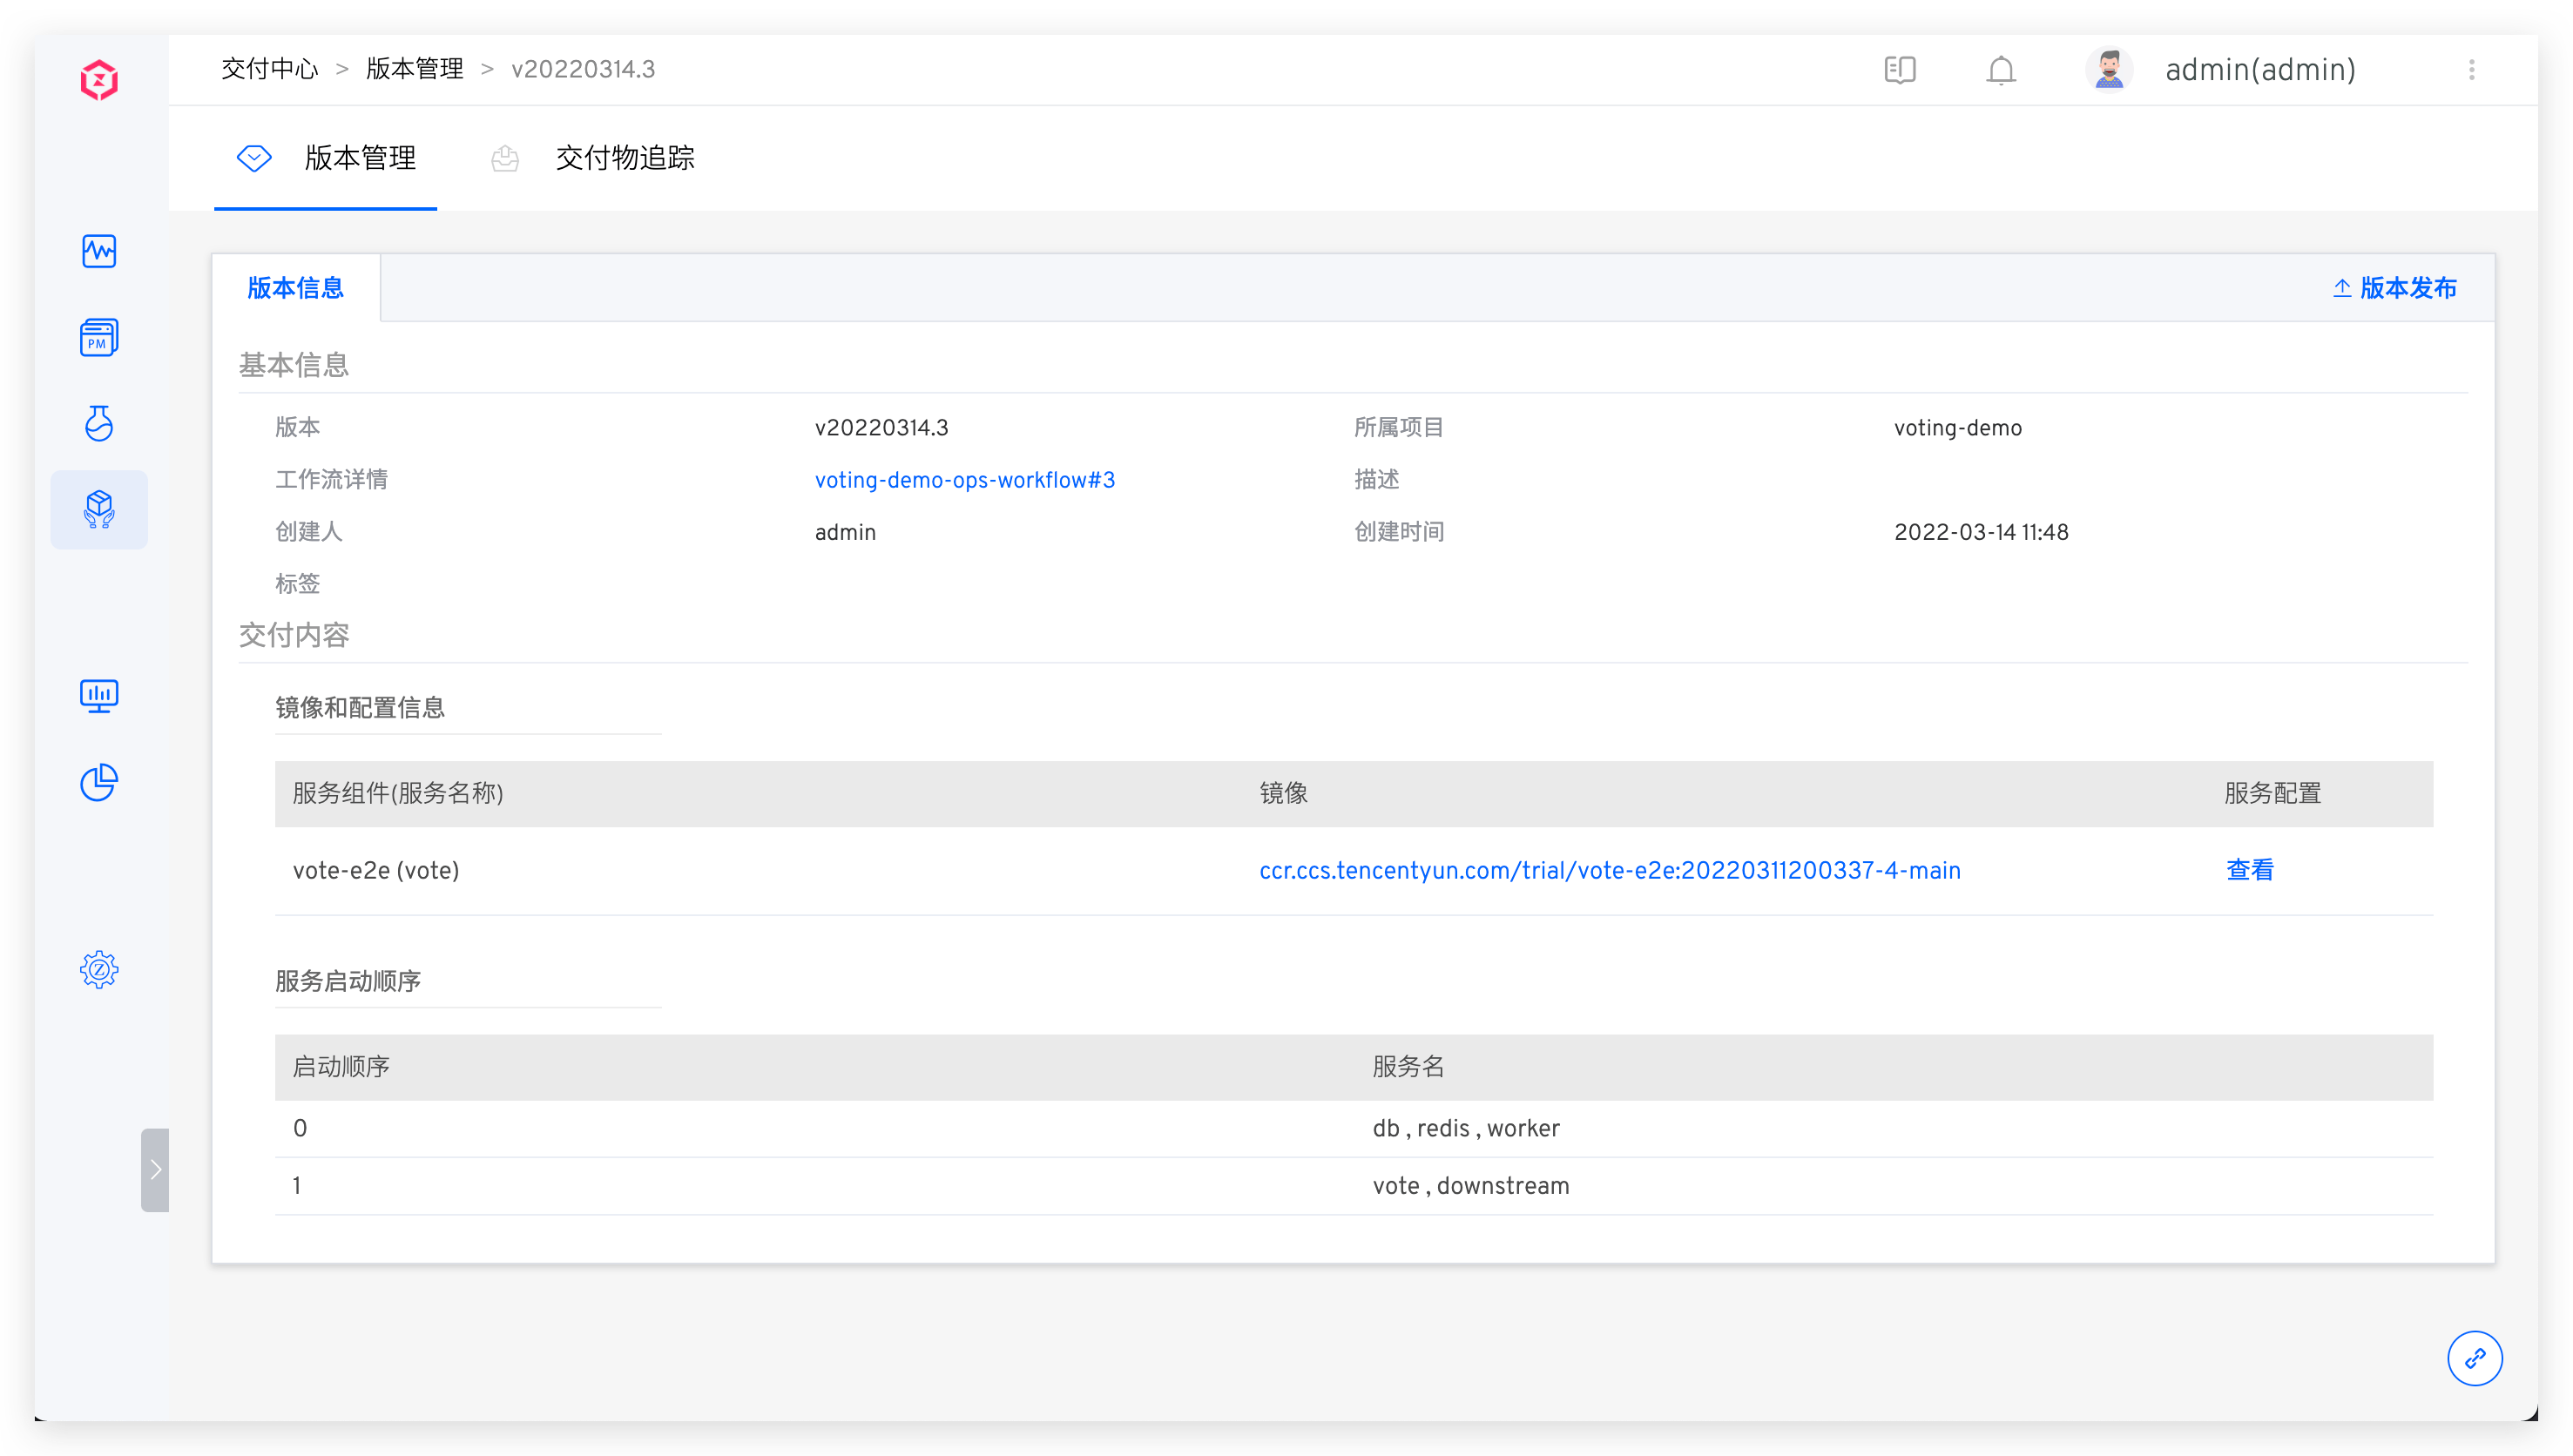 交付中心 > 版本管理 > v20220314.3
admin(admin)
版本管理
交付物追踪
版本信息
版本发布
PM
基本信息
版本 v20220314.3 所属项目 voting-demo
工作流详情 voting-demo-ops-workflow#3 描述
创建人 admin 创建时间 2022-03-14 11:48
标签
交付内容
镜像和配置信息
服务组件(服务名称) 镜像 服务配置
vote-e2e (vote) ccr.ccs.tencentyun.com/trial/vote-e2e:20220311200337-4-main 查看
服务启动顺序
启动顺序 服务名
0 db , redis , worker
1 vote , downstream